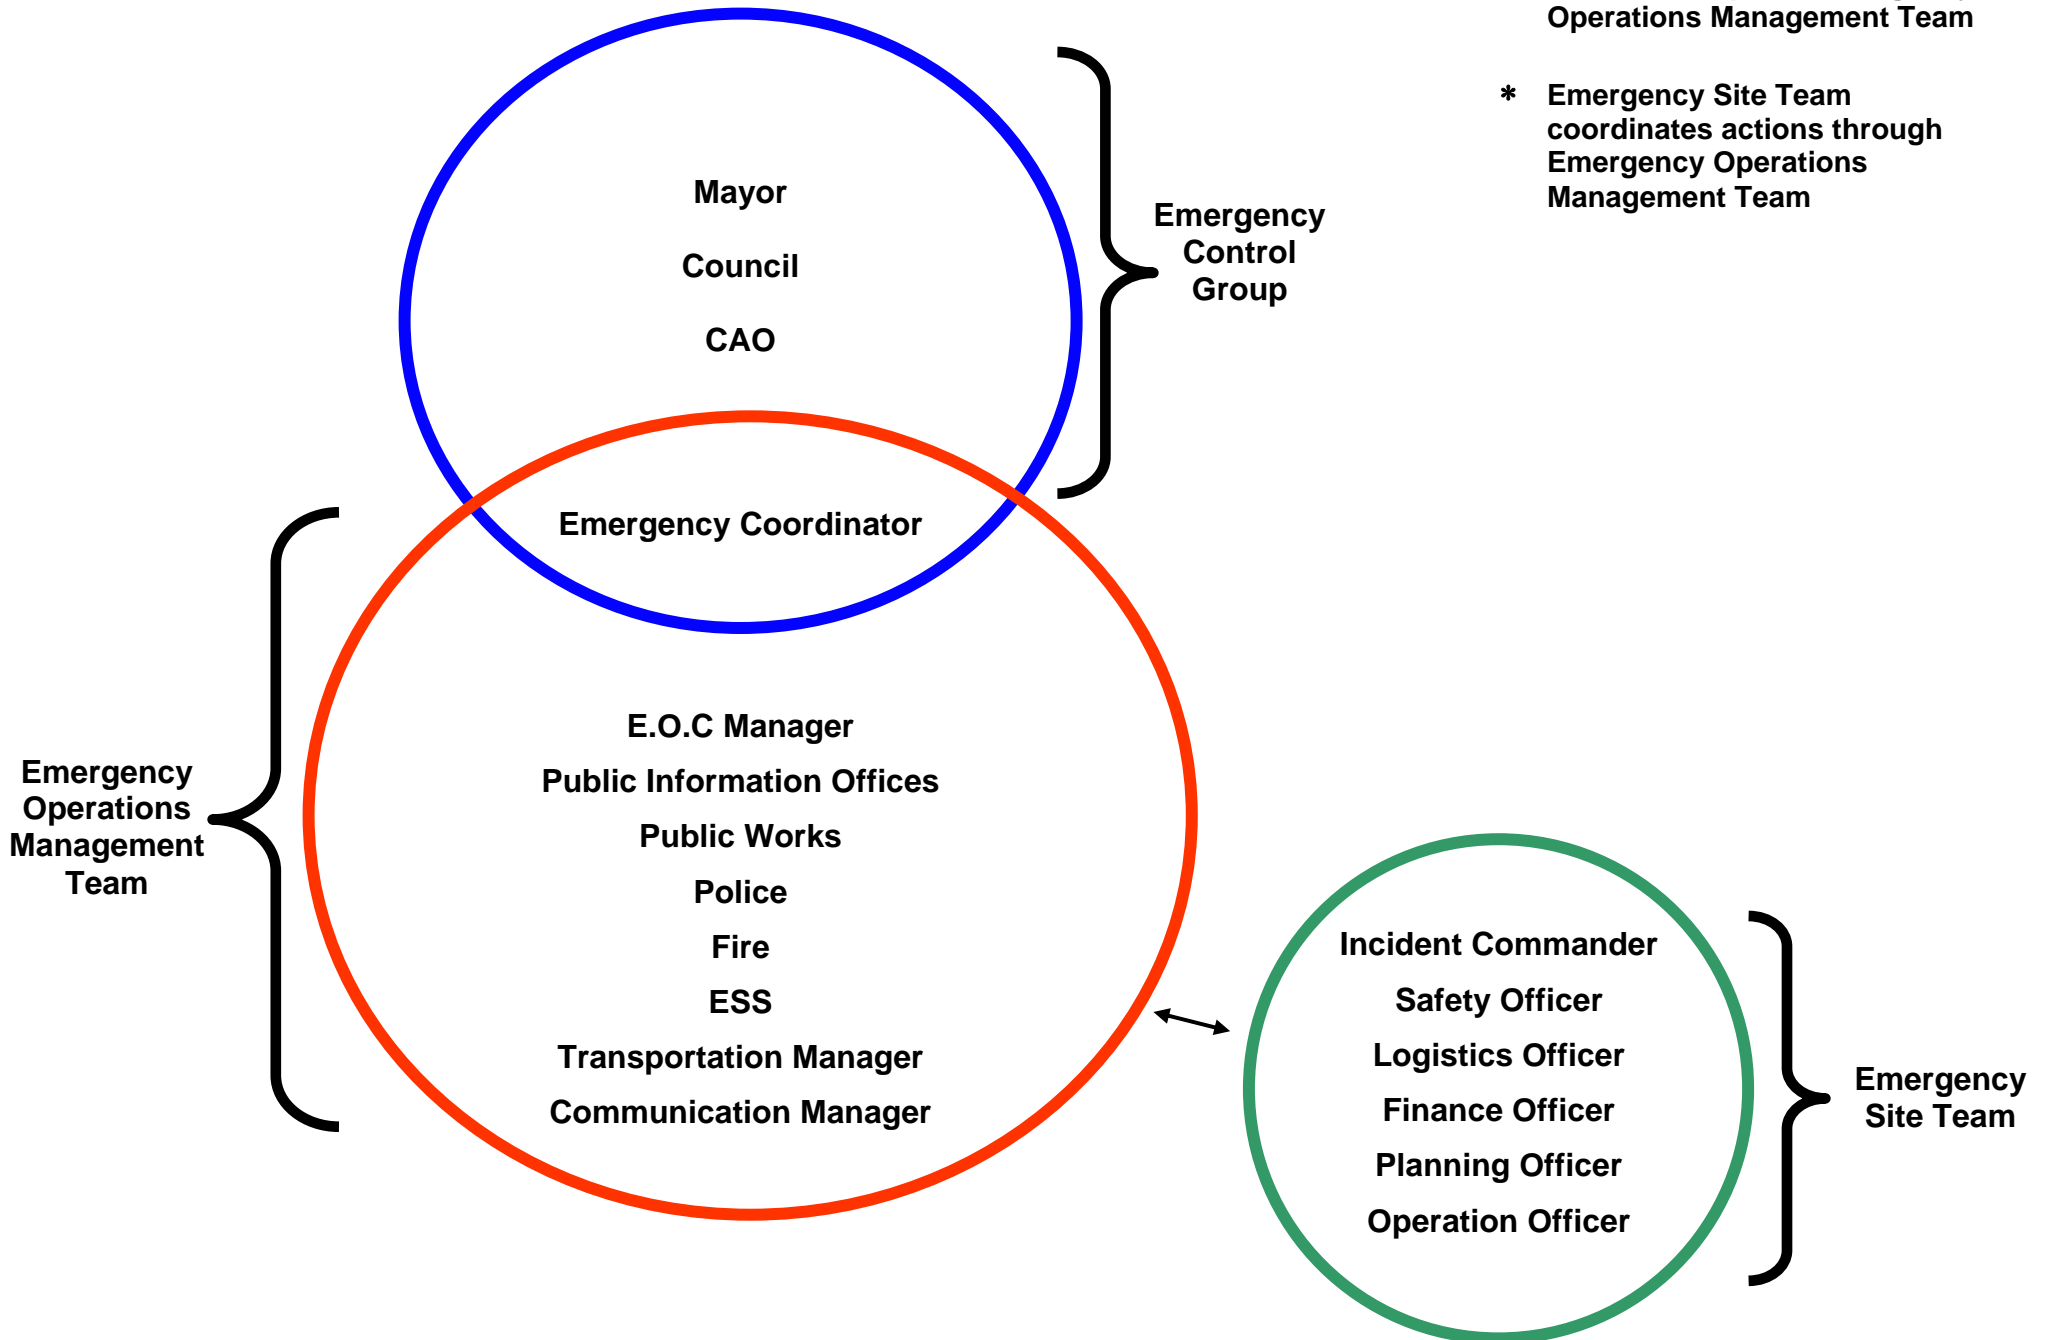 Operations Management Team
* Emergency Site Team
coordinates actions through
Emergency Operations
Management Team
Mayor
Council
CAO
Emergency
Control
Group
Emergency Coordinator
E.O.C Manager
Public Information Offices
Public Works
Police
Fire
ESS
Transportation Manager
Communication Manager
Emergency
Operations
Management
Team
Incident Commander
Safety Officer
Logistics Officer
Finance Officer
Planning Officer
Operation Officer
Emergency
Site Team